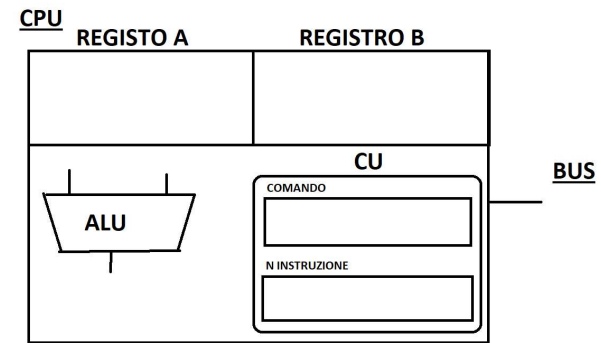 CPU
REGISTO A
REGISTRO B
CU
BUS
COMANDO
ALU
N INSTRUZIONE